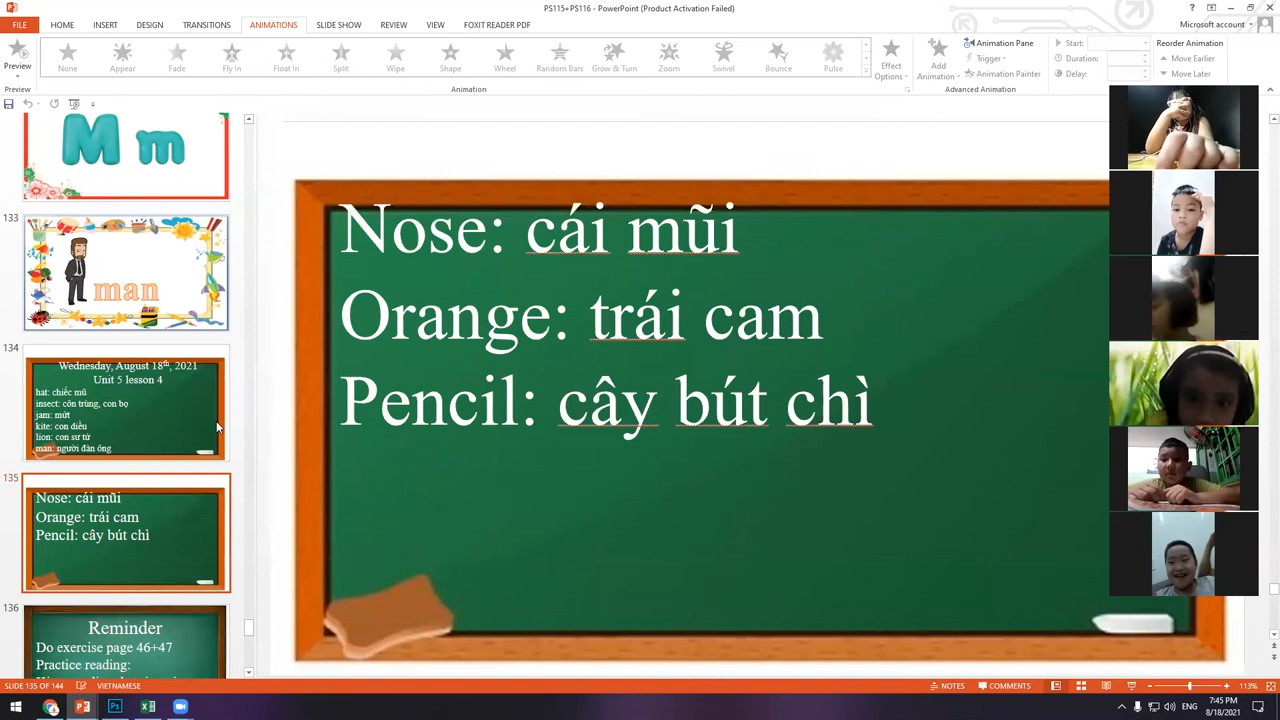 PS115+PS116 - PowerPoint (Product Activation Failed)
FILE HOME INSERT DESIGN TRANSITIONS ANIMATIONS SLIDE SHOW REVIEW VIEW FOXIT READER PDF Microsoft account
Preview
None Appear Fade Fly In Float In Split Wipe Shape Wheel Random Bars Grow & Turn Zoom Swivel Bounce Pulse
Effect Options
Add Animation
Animation Pane
Trigger
Animation Painter
Start:
Duration:
Delay:
Reorder Animation
Move Earlier
Move Later
Preview Animation Advanced Animation
M m
133
man
134
Wednesday, August 18th, 2021
Unit 5 lesson 4
hat: chiếc mũ
insect: côn trùng, con bọ
jam: mứt
kite: con diều
lion: con sư tử
man: người đàn ông
135
Nose: cái mũi
Orange: trái cam
Pencil: cây bút chì
136
Reminder
Do exercise page 46+47
Practice reading:
Nose: cái mũi
Orange: trái cam
Pencil: cây bút chì
SLIDE 135 OF 144 VIETNAMESE NOTES COMMENTS 113%
ENG
7:45 PM
8/18/2021